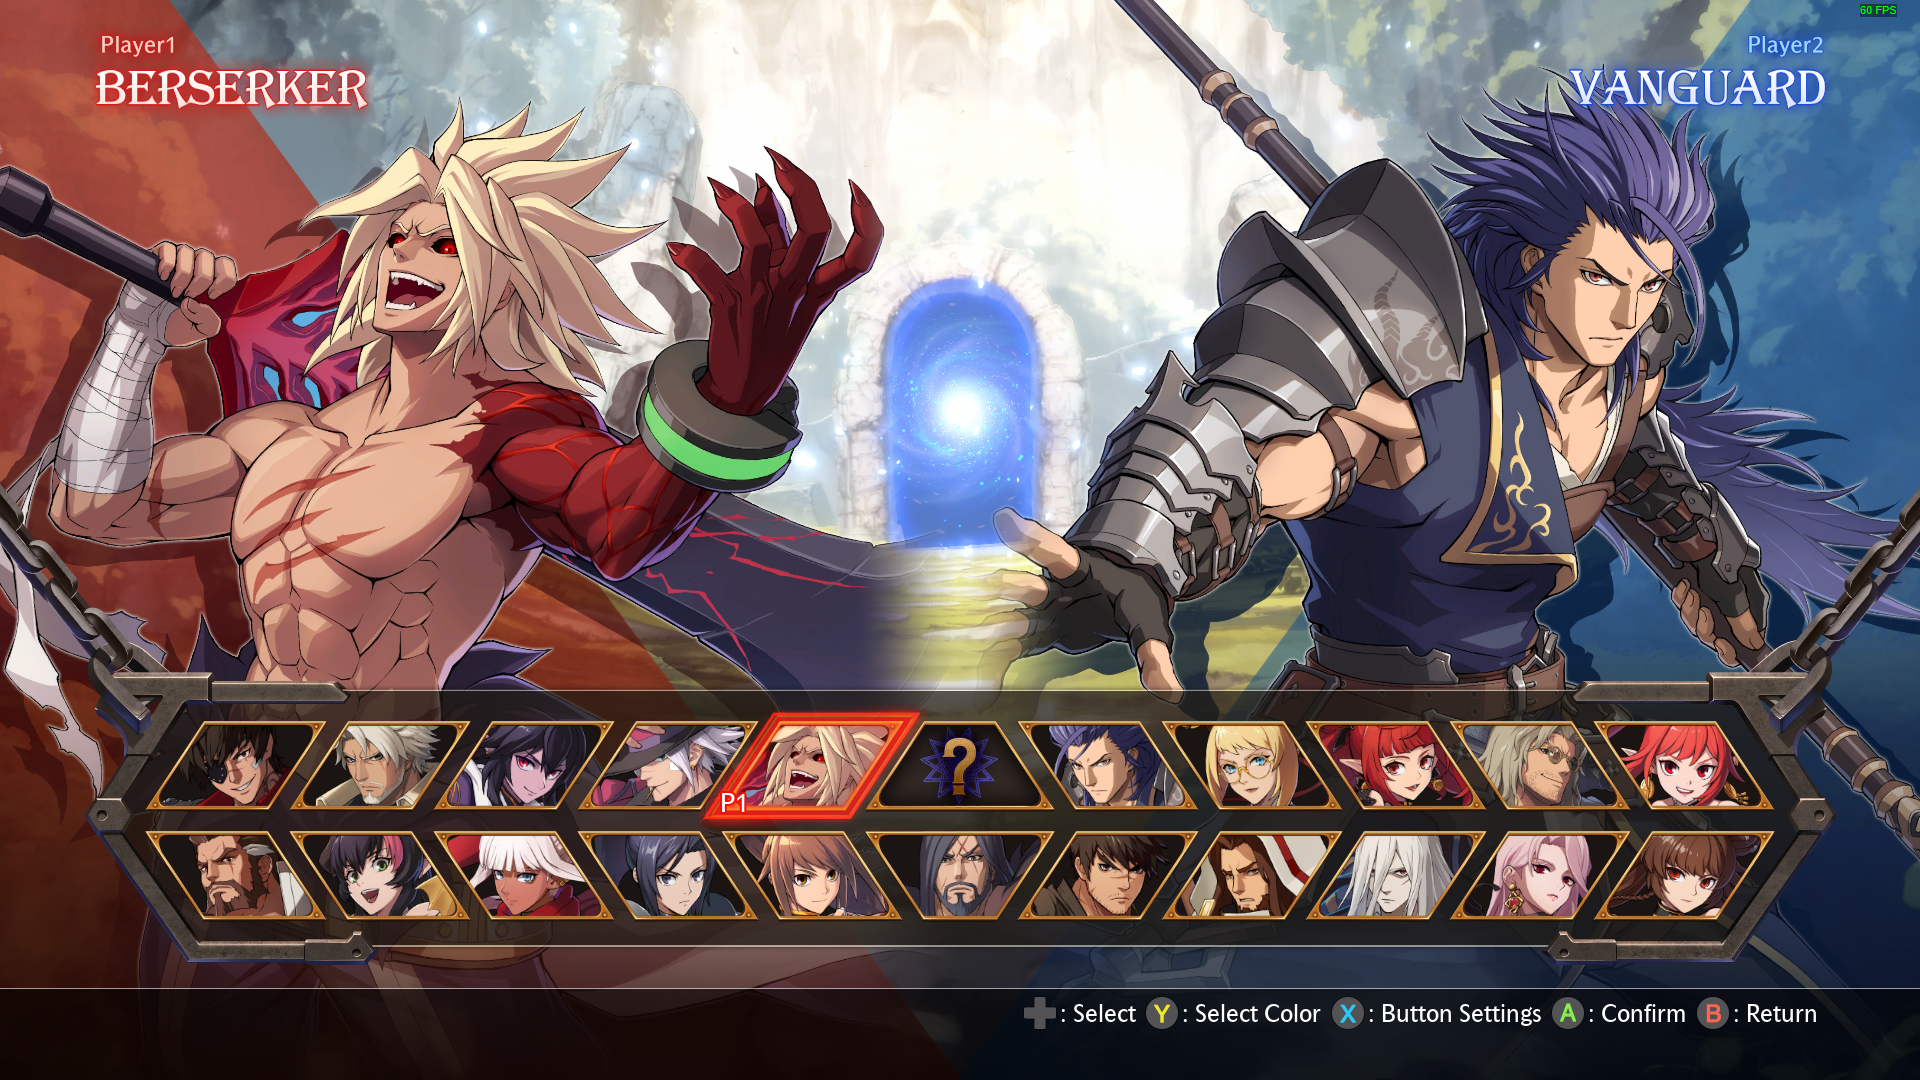 60 FPS
Player1
BERSERKER
Player2
VANGUARD
?
P1
: Select Y : Select Color X : Button Settings A : Confirm B : Return